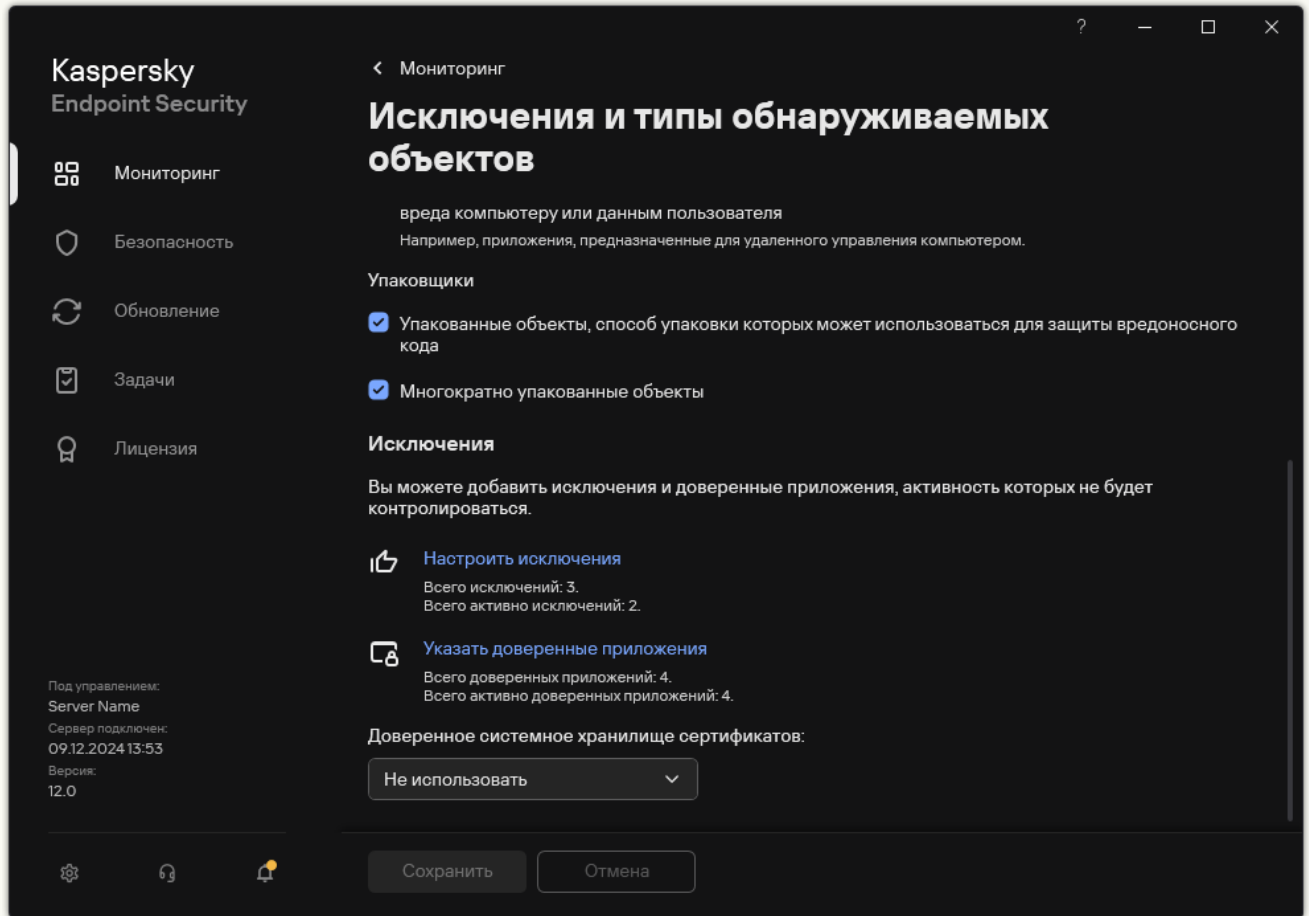 ?
Kaspersky
Endpoint Security
Мониторинг
Безопасность
Обновление
Задачи
Лицензия
Под управлением:
Server Name
Сервер подключен:
09.12.2024 13:53
Версия:
12.0
Мониторинг
Исключения и типы обнаруживаемых
объектов
вреда компьютеру или данным пользователя
Например, приложения, предназначенные для удаленного управления компьютером.
Упаковщики
Упакованные объекты, способ упаковки которых может использоваться для защиты вредоносного
кода
Многократно упакованные объекты
Исключения
Вы можете добавить исключения и доверенные приложения, активность которых не будет
контролироваться.
Настроить исключения
Всего исключений: 3.
Всего активно исключений: 2.
Указать доверенные приложения
Всего доверенных приложений: 4.
Всего активно доверенных приложений: 4.
Доверенное системное хранилище сертификатов:
Не использовать
Сохранить
Отмена